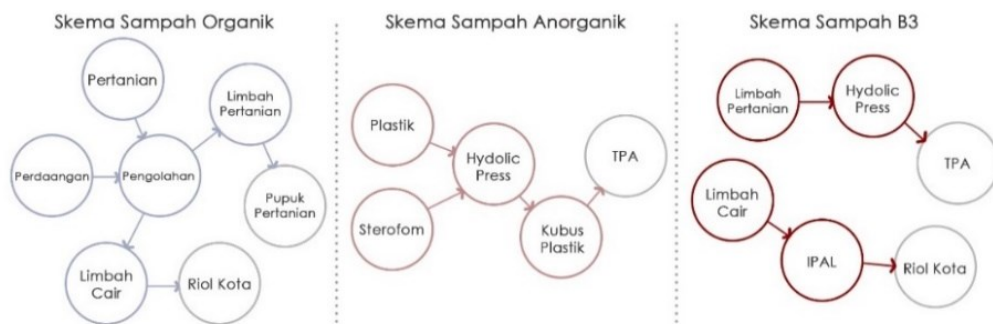 Skema Sampah Organik
Pertanian
Limbah
Pertanian
Perdaangan
Pengolahan
Pupuk
Pertanian
Limbah
Cair
Riol Kota
Skema Sampah Anorganik
Plastik
Hydolic
Press
TPA
Sterofom
Kubus
Plastik
Skema Sampah B3
Limbah
Pertanian
Hydolic
Press
TPA
Limbah
Cair
IPAL
Riol Kota